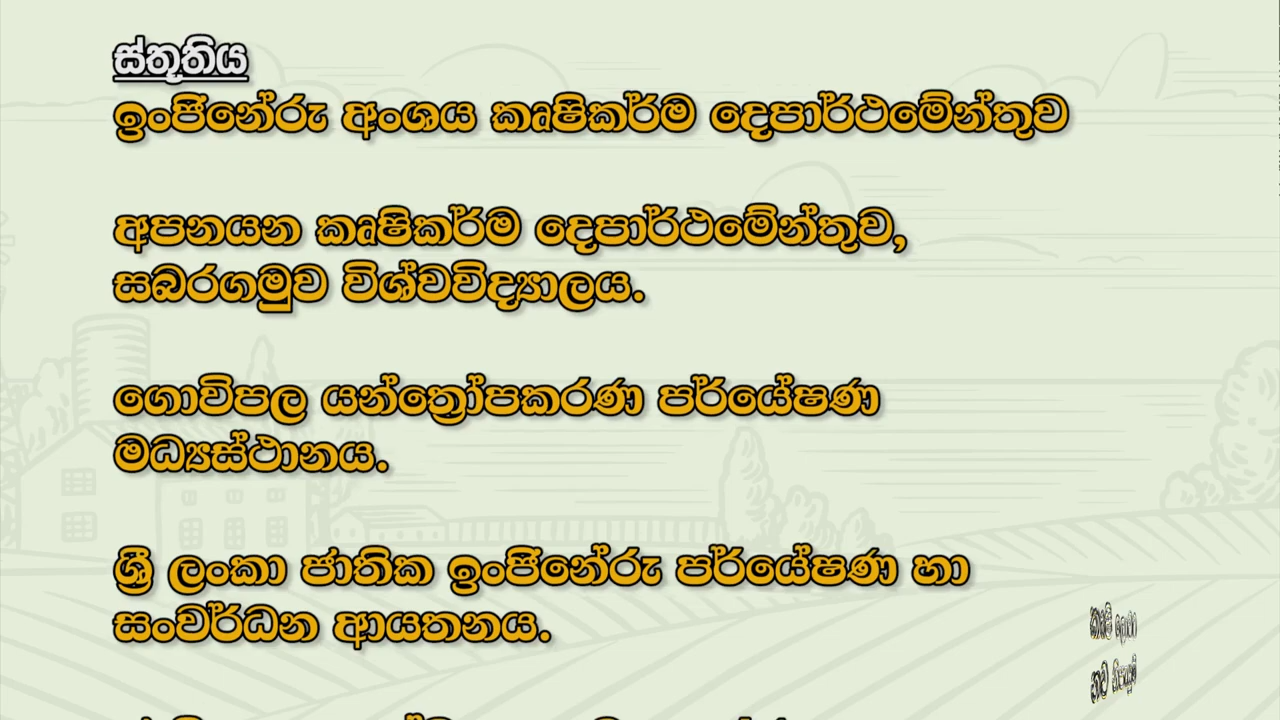 ස්තූතිය
ඉංජිනේරු අංශය කෘෂිකර්ම දෙපාර්ථමේන්තුව
අපනයන කෘෂිකර්ම දෙපාර්ථමේන්තුව,
සබරගමුව විශ්වවිද්‍යාලය.
ගොවිපල යන්ත්‍රෝපකරණ පර්යේෂණ
මධ්‍යස්ථානය.
ශ්‍රී ලංකා ජාතික ඉංජිනේරු පර්යේෂණ හා
සංවර්ධන ආයතනය.